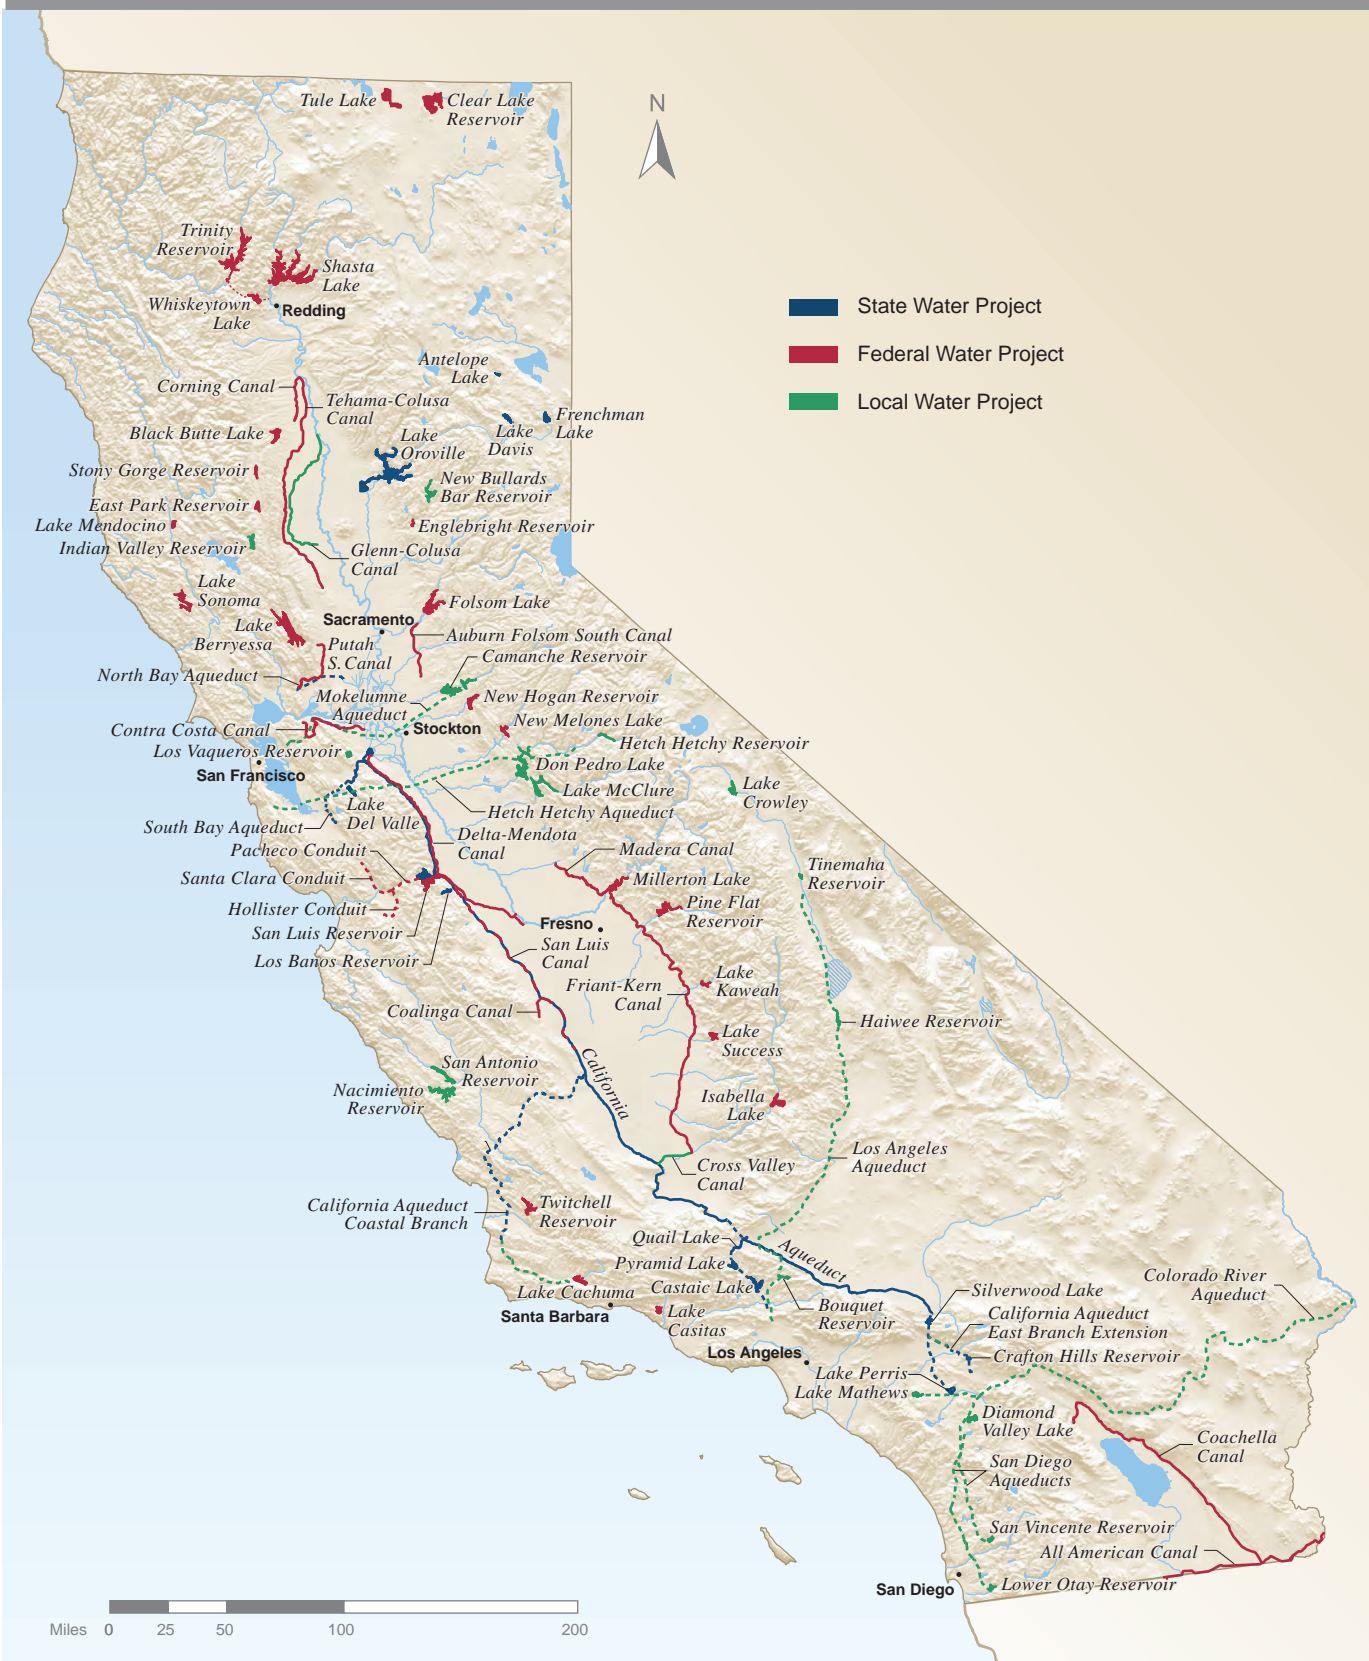 Tule Lake
Clear Lake
Reservoir
N
Trinity
Reservoir
Shasta
Lake
Whiskeytown
Lake
Redding
State Water Project
Federal Water Project
Local Water Project
Antelope
Lake
Corning Canal
Tehama-Colusa
Canal
Frenchman
Lake
Lake
Davis
Black Butte Lake
Lake
Oroville
Stony Gorge Reservoir
New Bullards
Bar Reservoir
East Park Reservoir
Lake Mendocino
Englebright Reservoir
Indian Valley Reservoir
Glenn-Colusa
Canal
Lake
Sonoma
Folsom Lake
Sacramento
Lake
Berryessa
Putah
S. Canal
Auburn Folsom South Canal
Camanche Reservoir
North Bay Aqueduct
Mokelumne
Aqueduct
New Hogan Reservoir
Contra Costa Canal
Stockton
New Melones Lake
Los Vaqueros Reservoir
Hetch Hetchy Reservoir
San Francisco
Don Pedro Lake
Lake McClure
Lake
Crowley
Lake
Del Valle
Hetch Hetchy Aqueduct
South Bay Aqueduct
Delta-Mendota
Canal
Pacheco Conduit
Madera Canal
Tinemaha
Reservoir
Santa Clara Conduit
Millerton Lake
Hollister Conduit
Pine Flat
Reservoir
San Luis Reservoir
Fresno
San Luis
Canal
Los Banos Reservoir
Lake
Kaweah
Friant-Kern
Canal
Coalinga Canal
Haiwee Reservoir
Lake
Success
California
San Antonio
Reservoir
Nacimiento
Reservoir
Isabella
Lake
Los Angeles
Aqueduct
Cross Valley
Canal
California Aqueduct
Coastal Branch
Twitchell
Reservoir
Quail Lake
Aqueduct
Pyramid Lake
Castaic Lake
Colorado River
Aqueduct
Lake Cachuma
Silverwood Lake
Santa Barbara
Lake
Casitas
Bouquet
Reservoir
California Aqueduct
East Branch Extension
Los Angeles
Crafton Hills Reservoir
Lake Perris
Lake Mathews
Diamond
Valley Lake
Coachella
Canal
San Diego
Aqueducts
San Vincente Reservoir
All American Canal
San Diego
Lower Otay Reservoir
Miles 0 25 50 100 200